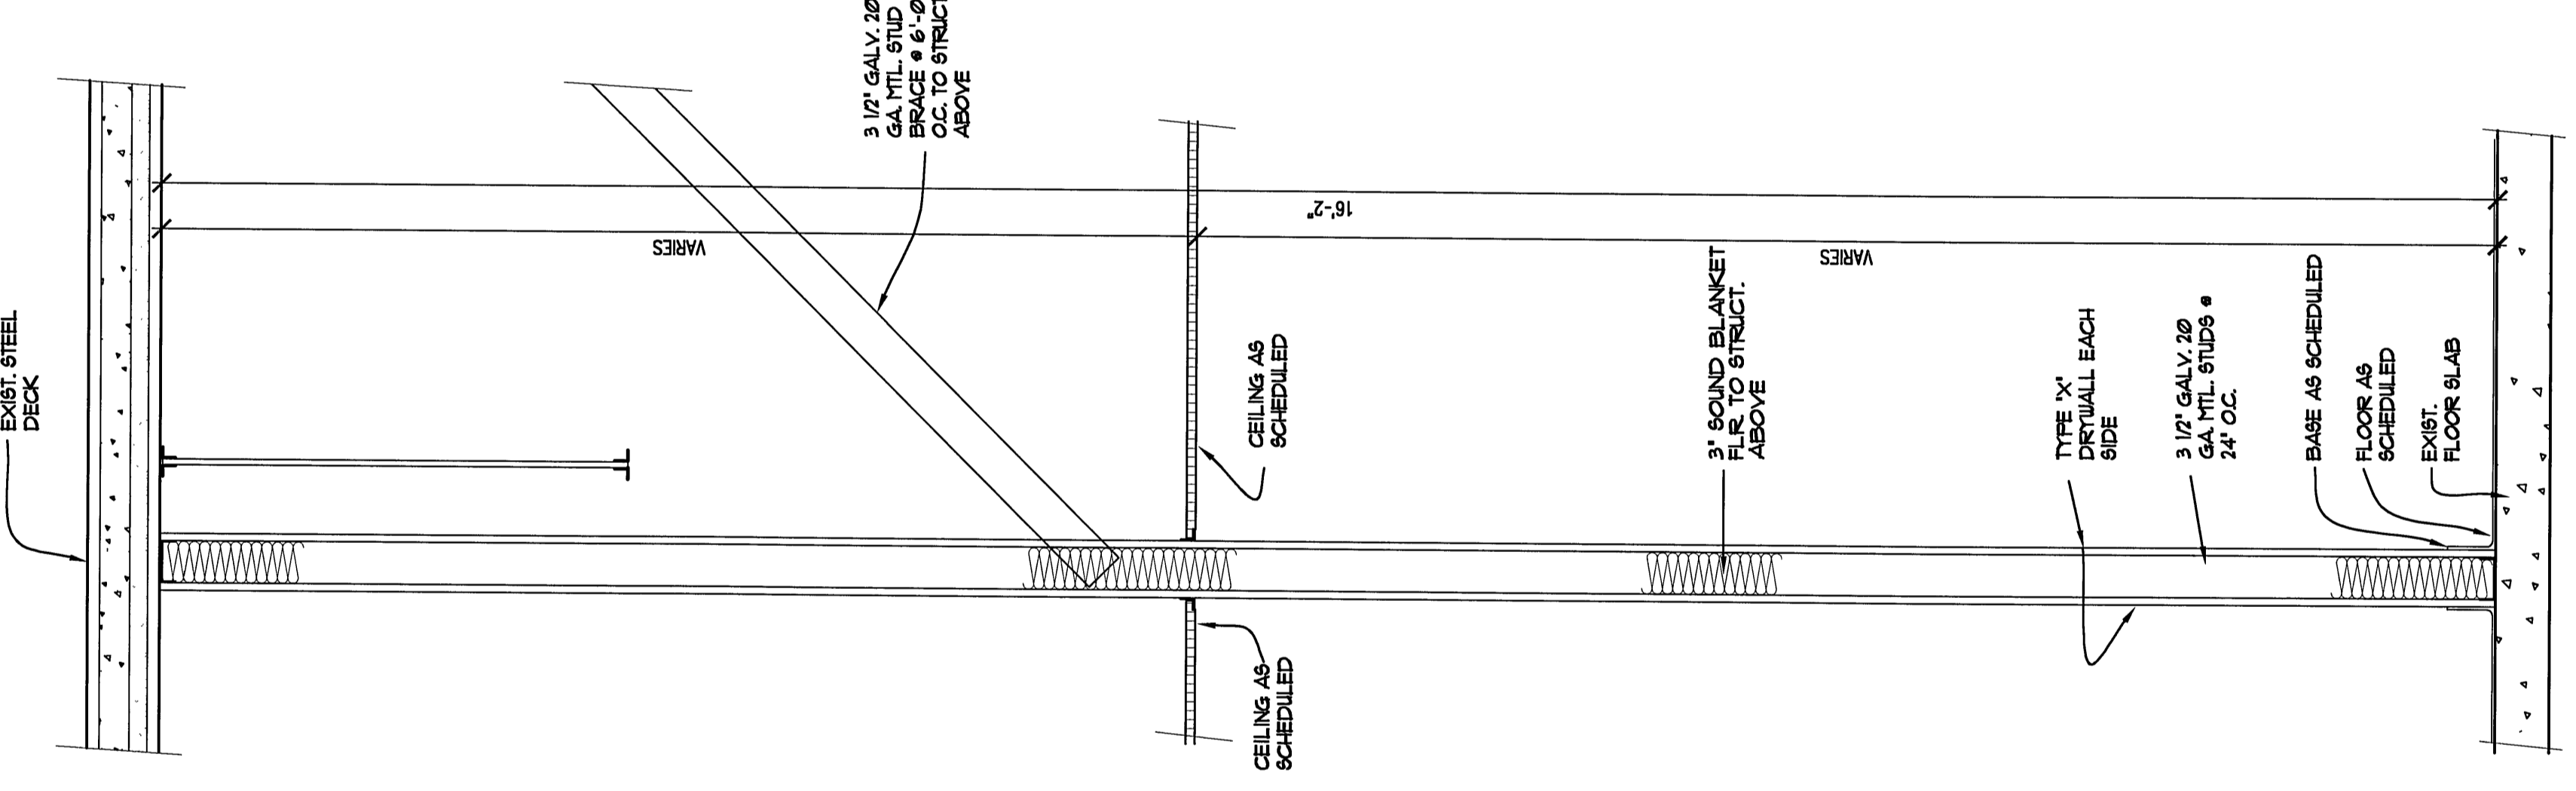 EXIST. STEEL
DECK
3 1/2" GALV. 20
GA. MTL. STUD
BRACE @ 6'-0
O.C. TO STRUCT
ABOVE
VARIES
16'-2"
VARIES
CEILING AS
SCHEDULED
CEILING AS
SCHEDULED
3" SOUND BLANKET
FLR. TO STRUCT.
ABOVE
TYPE 'X'
DRYWALL EACH
SIDE
3 1/2" GALV. 20
GA. MTL. STUDS @
24" O.C.
BASE AS SCHEDULED
FLOOR AS
SCHEDULED
EXIST.
FLOOR SLAB